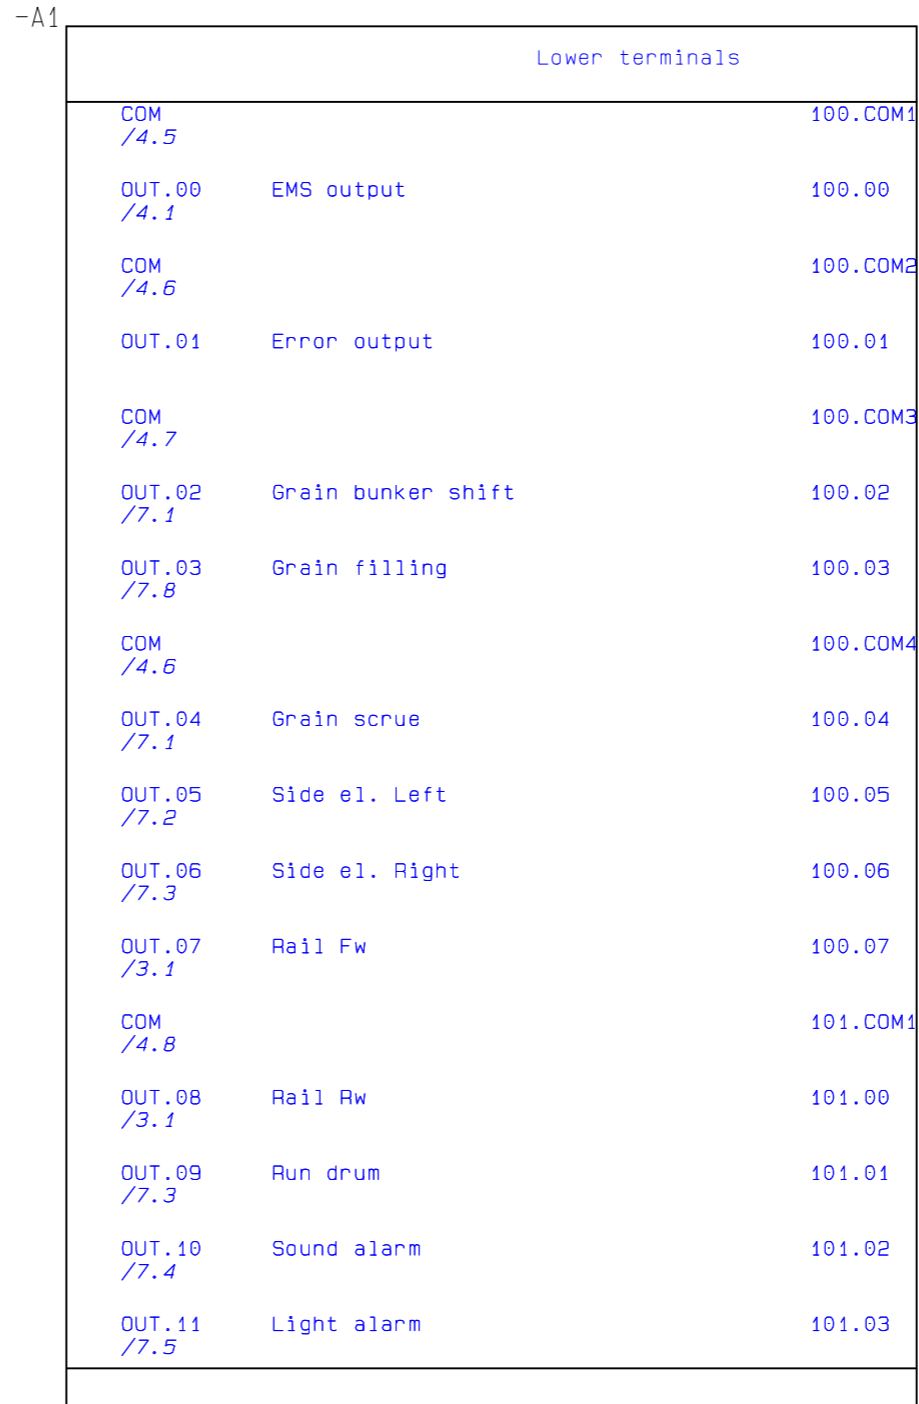 -A1
Lower terminals
COM 100.COM1
/4.5
OUT.00 EMS output 100.00
/4.1
COM 100.COM2
/4.6
OUT.01 Error output 100.01
COM 100.COM3
/4.7
OUT.02 Grain bunker shift 100.02
/7.1
OUT.03 Grain filling 100.03
/7.8
COM 100.COM4
/4.6
OUT.04 Grain scrue 100.04
/7.1
OUT.05 Side el. Left 100.05
/7.2
OUT.06 Side el. Right 100.06
/7.3
OUT.07 Rail Fw 100.07
/3.1
COM 101.COM1
/4.8
OUT.08 Rail Rw 101.00
/3.1
OUT.09 Run drum 101.01
/7.3
OUT.10 Sound alarm 101.02
/7.4
OUT.11 Light alarm 101.03
/7.5